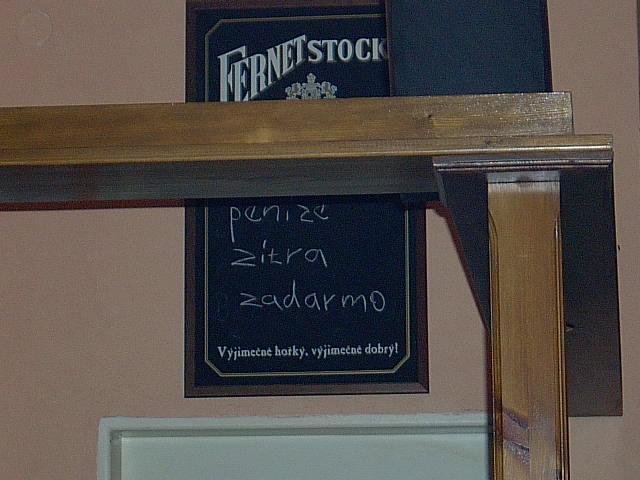 FERNET STOCK
peníze
zítra
zadarmo
Vyjímečně hořký, vyjímečně dobrý!